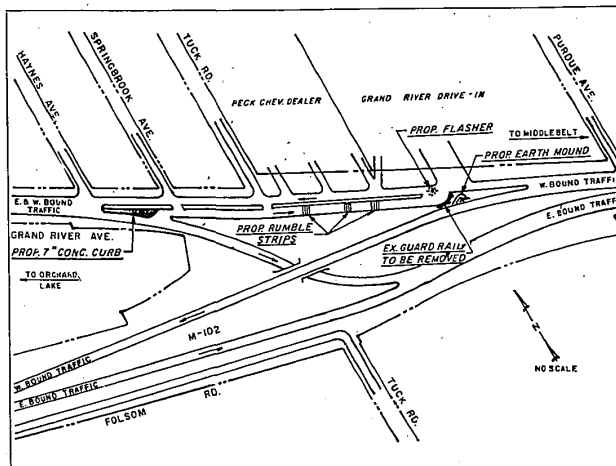 HAYNES AVE.
SPRINGBROOK
AVE.
TUCK RD.
PECK CHEV. DEALER
GRAND RIVER DRIVE-IN
PURDUE AVE.
PROP. FLASHER
TO MIDDLEBELT
PROP. EARTH MOUND
E. & W. BOUND
TRAFFIC
W. BOUND TRAFFIC
E. BOUND TRAFFIC
GRAND RIVER AVE.
PROP. 7" CONC. CURB
PROP. RUMBLE
STRIPS
EX. GUARD RAIL
TO BE REMOVED
TO ORCHARD
LAKE
M-102
N
NO SCALE
W. BOUND TRAFFIC
E. BOUND TRAFFIC
FOLSOM RD.
TUCK RD.